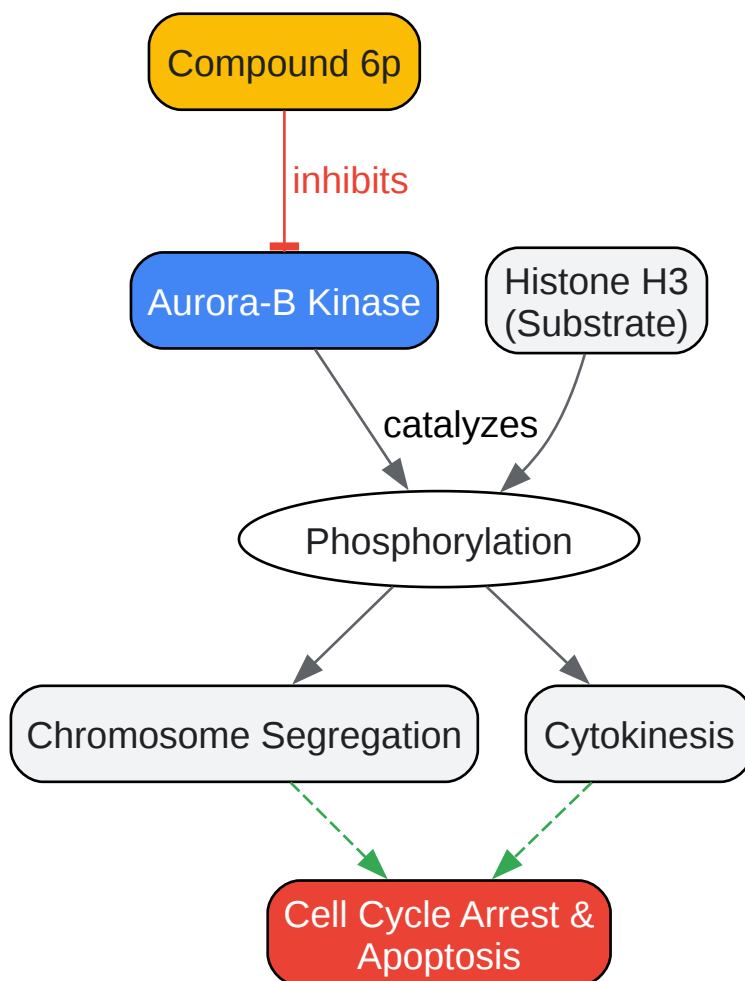 Compound 6p
inhibits
Aurora-B Kinase
Histone H3
(Substrate)
catalyzes
Phosphorylation
Chromosome Segregation
Cytokinesis
Cell Cycle Arrest &
Apoptosis